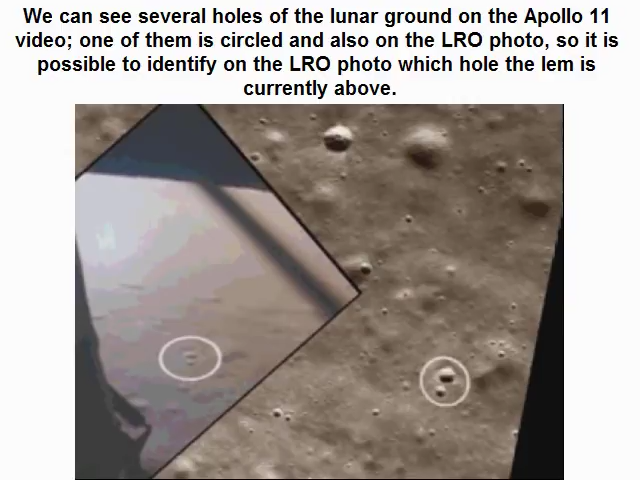 We can see several holes of the lunar ground on the Apollo 11
video; one of them is circled and also on the LRO photo, so it is
possible to identify on the LRO photo which hole the lem is
currently above.